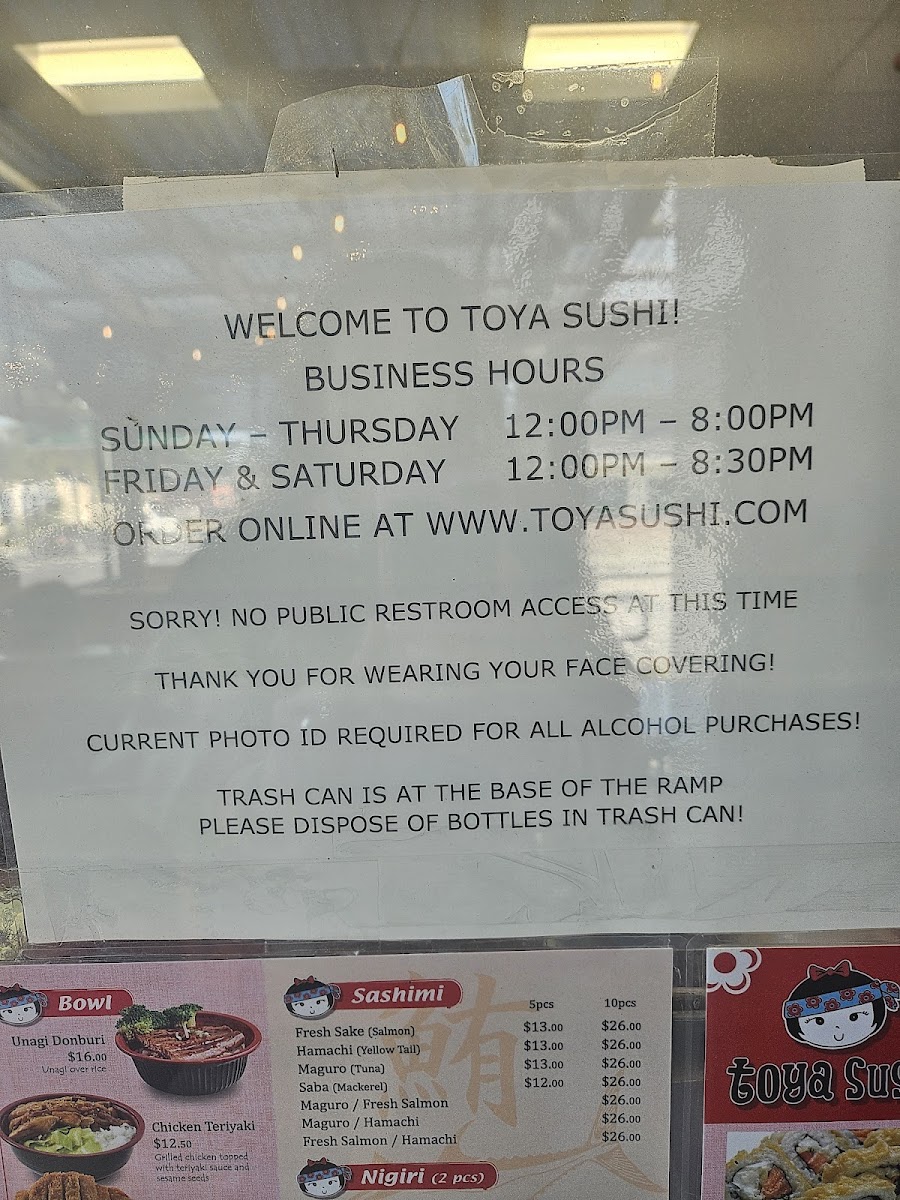 WELCOME TO TOYA SUSHI!
BUSINESS HOURS
SUNDAY – THURSDAY 12:00PM – 8:00PM
FRIDAY & SATURDAY 12:00PM – 8:30PM
ORDER ONLINE AT WWW.TOYASUSHI.COM
SORRY! NO PUBLIC RESTROOM ACCESS AT THIS TIME
THANK YOU FOR WEARING YOUR FACE COVERING!
CURRENT PHOTO ID REQUIRED FOR ALL ALCOHOL PURCHASES!
TRASH CAN IS AT THE BASE OF THE RAMP
PLEASE DISPOSE OF BOTTLES IN TRASH CAN!
Bowl
Unagi Donburi
$16.00
Unagi over rice
Chicken Teriyaki
$12.50
Grilled chicken topped
with teriyaki sauce and
sesame seeds
Sashimi 5pcs 10pcs
Fresh Sake (Salmon) $13.00 $26.00
Hamachi (Yellow Tail) $13.00 $26.00
Maguro (Tuna) $13.00 $26.00
Saba (Mackerel) $12.00 $26.00
Maguro / Fresh Salmon $26.00
Maguro / Hamachi $26.00
Fresh Salmon / Hamachi $26.00
鮪
Nigiri (2 pcs)
toya Sus